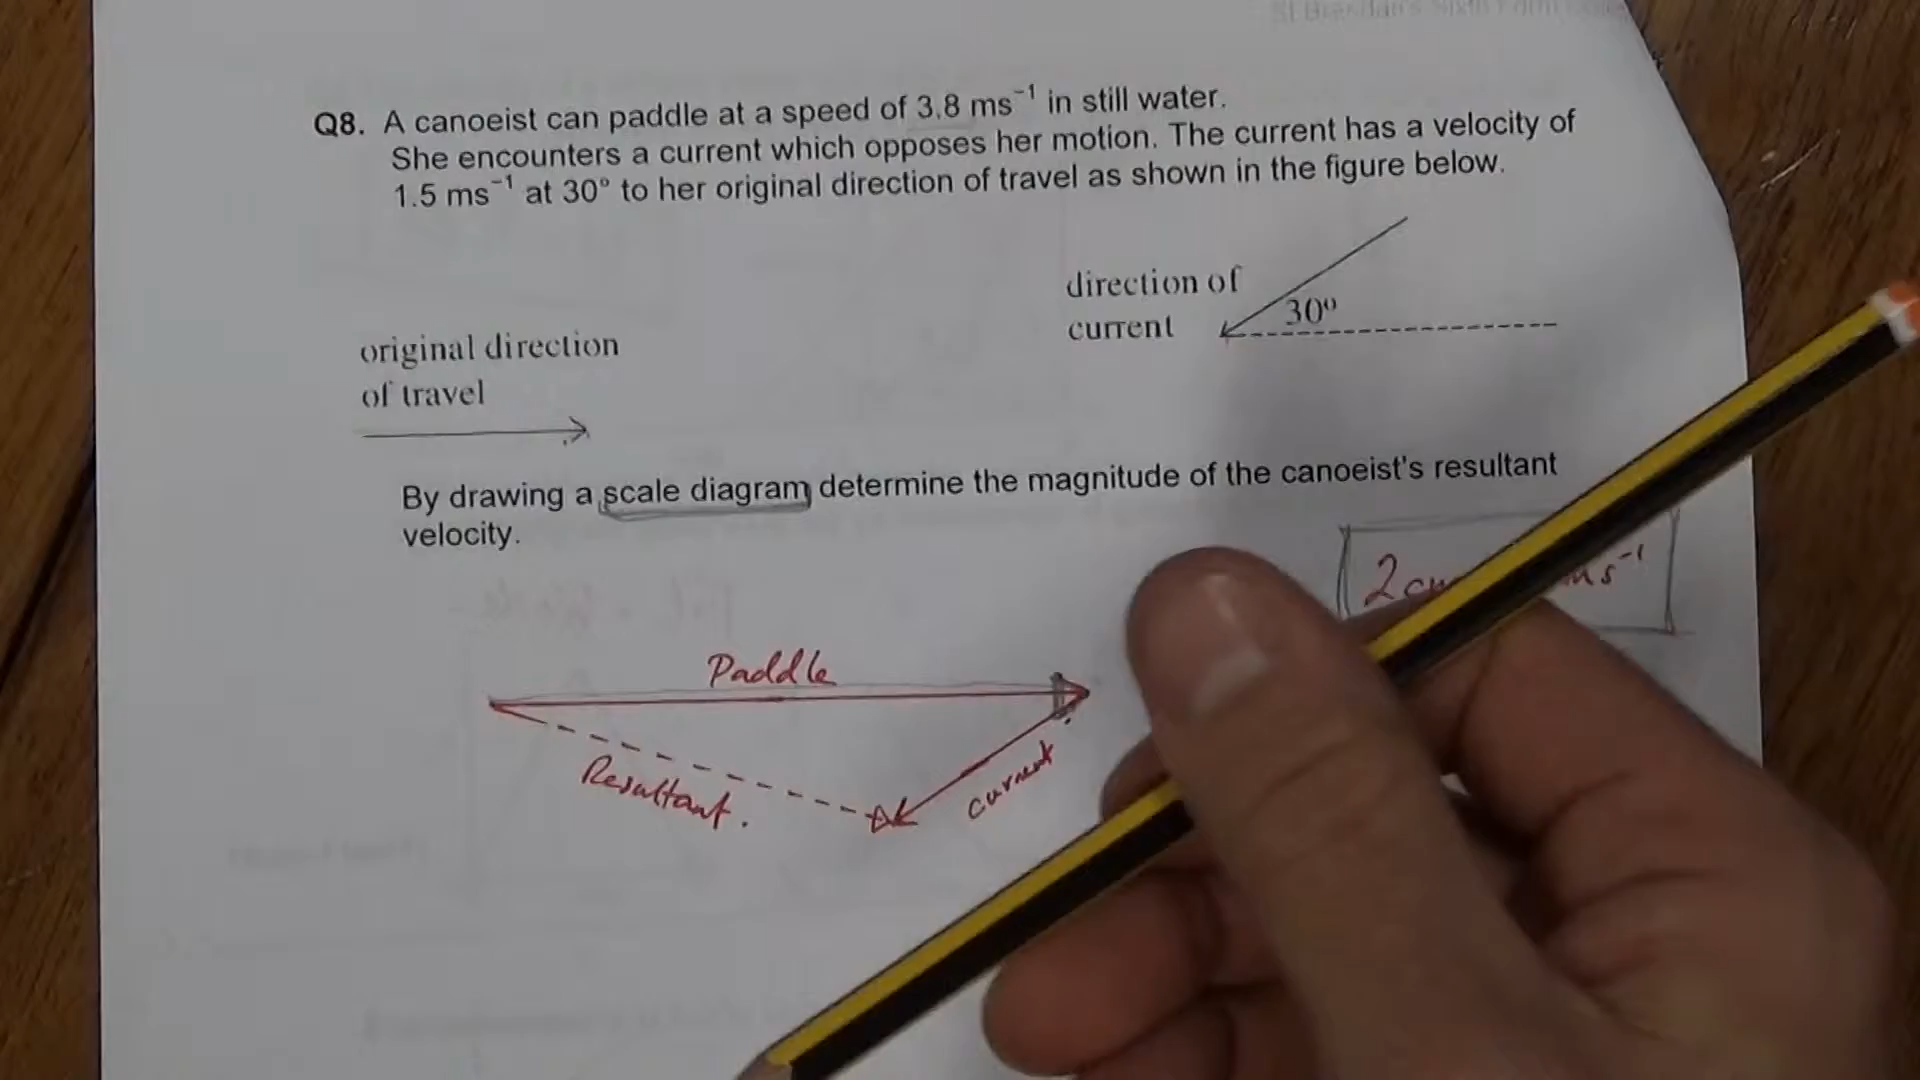 Q8. A canoeist can paddle at a speed of 3.8 ms⁻¹ in still water.
She encounters a current which opposes her motion. The current has a velocity of
1.5 ms⁻¹ at 30° to her original direction of travel as shown in the figure below.
direction of
current
30°
original direction
of travel
By drawing a scale diagram determine the magnitude of the canoeist's resultant
velocity.
2cm ms⁻¹
Paddle
Resultant.
current